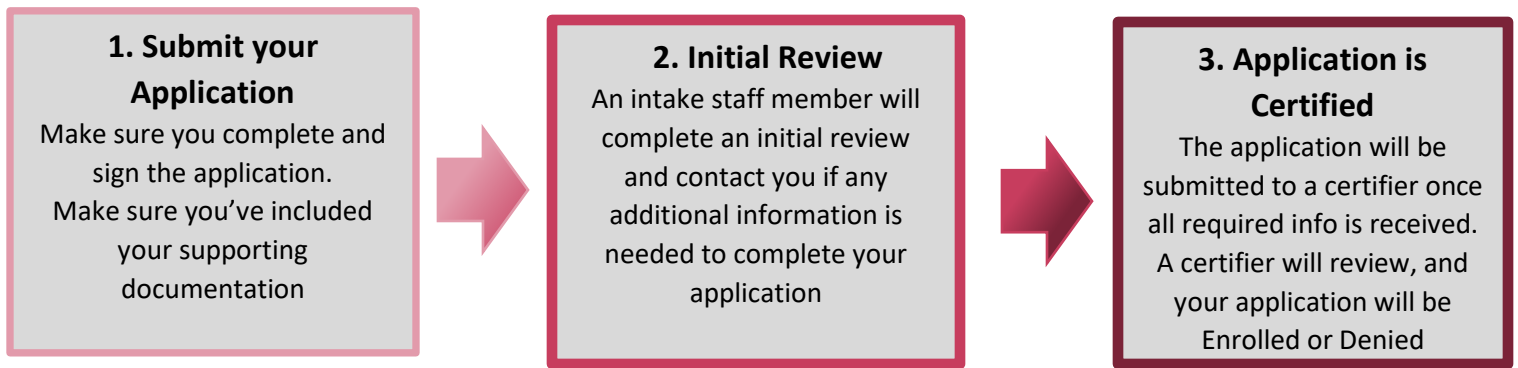 1. Submit your
Application
Make sure you complete and
sign the application.
Make sure you’ve included
your supporting
documentation
2. Initial Review
An intake staff member will
complete an initial review
and contact you if any
additional information is
needed to complete your
application
3. Application is
Certified
The application will be
submitted to a certifier once
all required info is received.
A certifier will review, and
your application will be
Enrolled or Denied